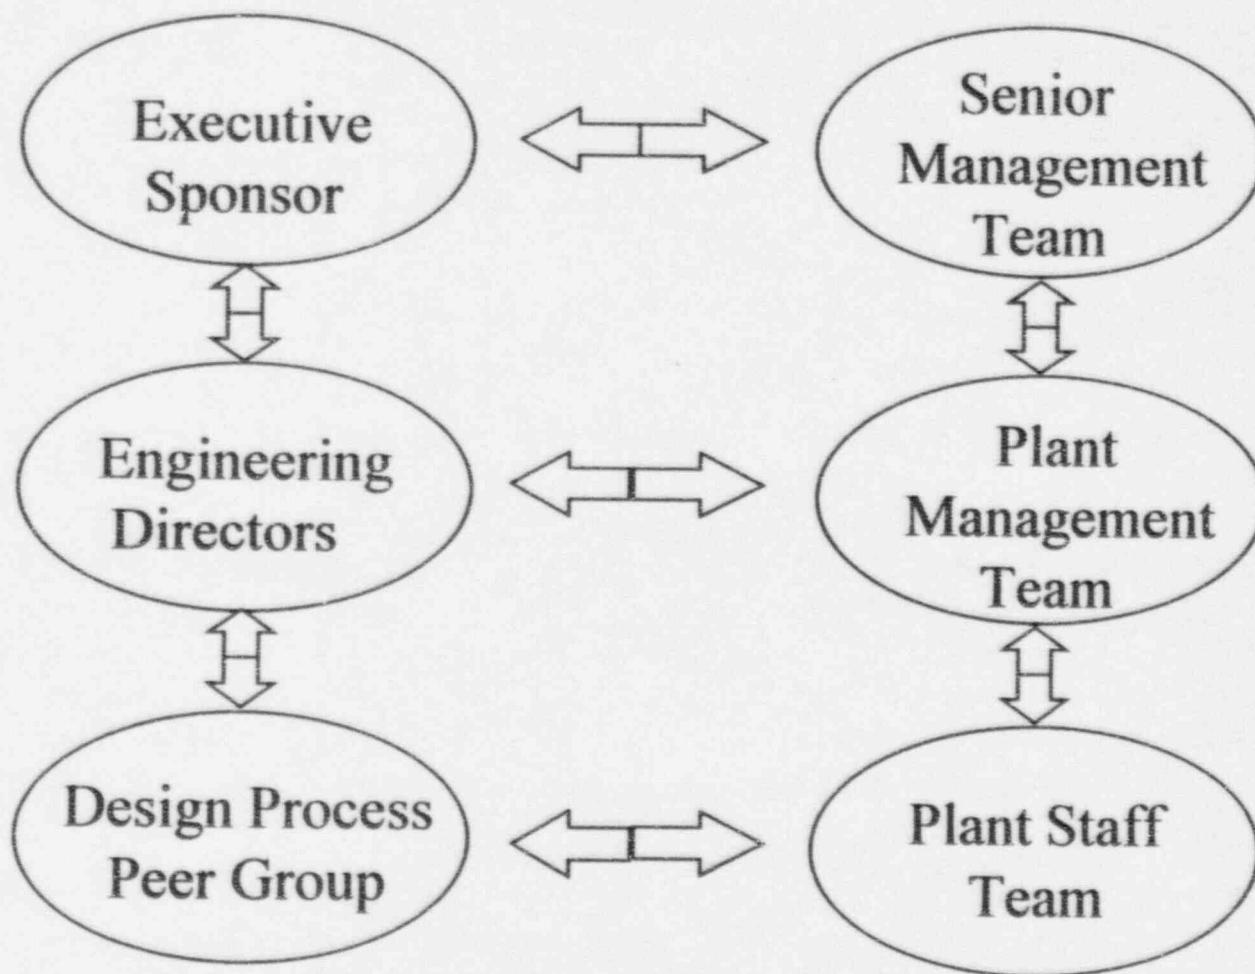 Executive
Sponsor
Senior
Management
Team
Engineering
Directors
Plant
Management
Team
Design Process
Peer Group
Plant Staff
Team